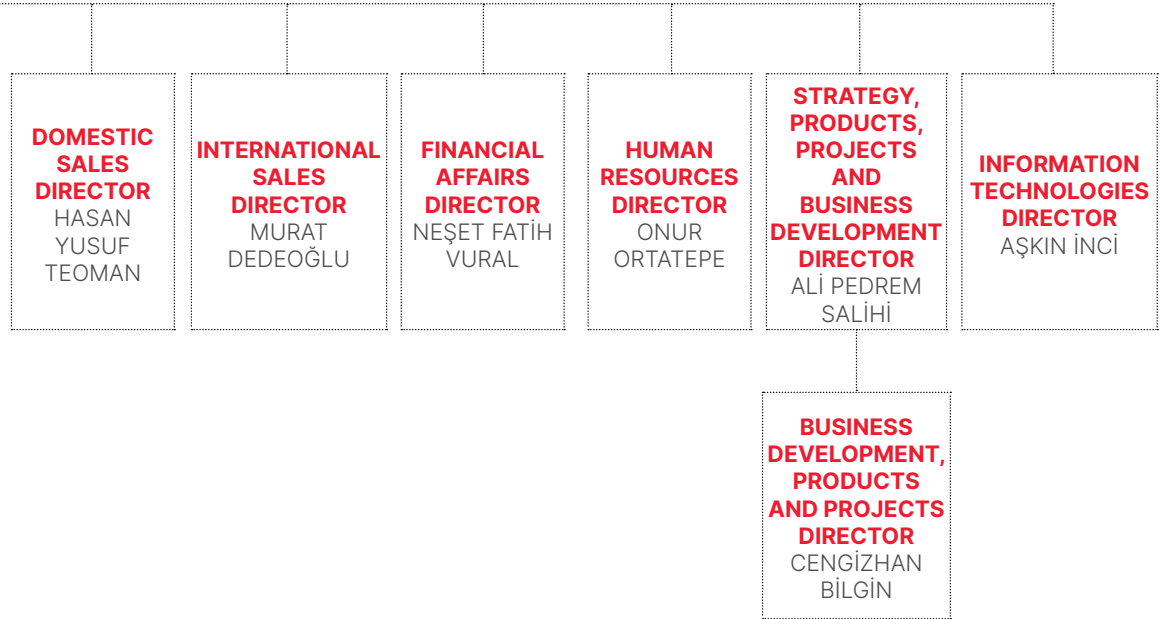 DOMESTIC
SALES
DIRECTOR
HASAN
YUSUF
TEOMAN
INTERNATIONAL
SALES
DIRECTOR
MURAT
DEDEOĞLU
FINANCIAL
AFFAIRS
DIRECTOR
NEŞET FATİH
VURAL
HUMAN
RESOURCES
DIRECTOR
ONUR
ORTATEPE
STRATEGY,
PRODUCTS,
PROJECTS
AND
BUSINESS
DEVELOPMENT
DIRECTOR
ALİ PEDREM
SALIHİ
INFORMATION
TECHNOLOGIES
DIRECTOR
AŞKIN İNCİ
BUSINESS
DEVELOPMENT,
PRODUCTS
AND PROJECTS
DIRECTOR
CENGİZHAN
BİLGİN